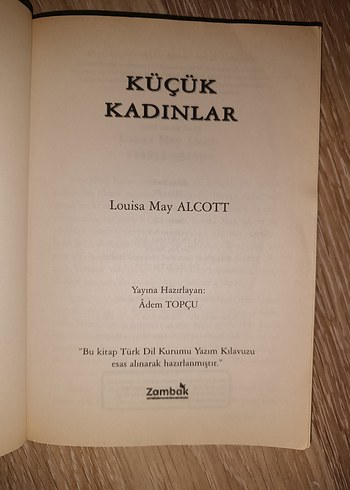 KÜÇÜK
KADINLAR
Louisa May ALCOTT
Yayına Hazırlayan:
Âdem TOPÇU
"Bu kitap Türk Dil Kurumu Yazım Kılavuzu
esas alınarak hazırlanmıştır."
Zambak